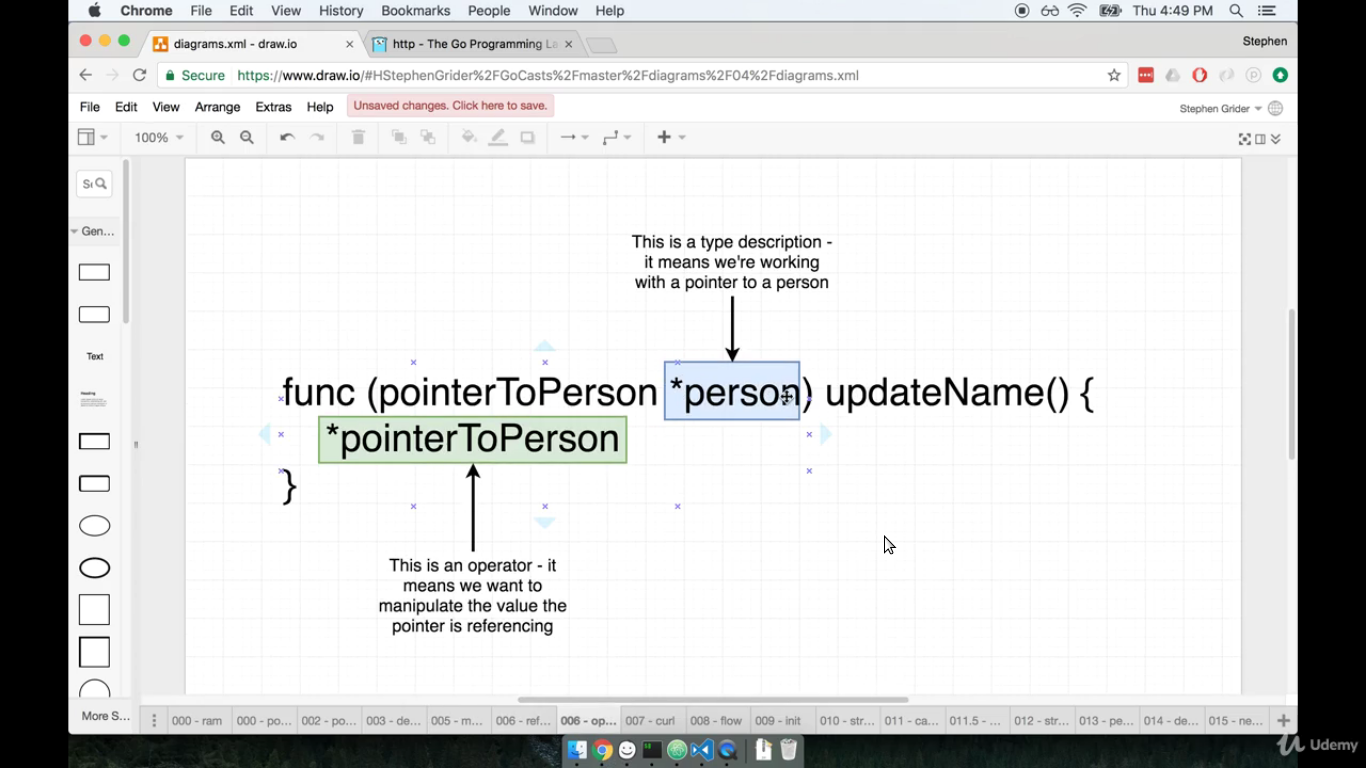 Chrome File Edit View History Bookmarks People Window Help Thu 4:49 PM
diagrams.xml - draw.io http - The Go Programming La Stephen
Secure https://www.draw.io/#HStephenGrider%2FGoCasts%2Fmaster%2Fdiagrams%2F04%2Fdiagrams.xml
File Edit View Arrange Extras Help Unsaved changes. Click here to save. Stephen Grider
100%
Gen...
This is a type description -
it means we're working
with a pointer to a person
Text
Heading
func (pointerToPerson *person) updateName() {
*pointerToPerson
}
This is an operator - it
means we want to
manipulate the value the
pointer is referencing
More S... 000 - ram 000 - po... 002 - po... 003 - de... 005 - m... 006 - ref... 006 - op... 007 - curl 008 - flow 009 - init 010 - str... 011 - ca... 011.5 - ... 012 - str... 013 - pe... 014 - de... 015 - ne...
Udemy